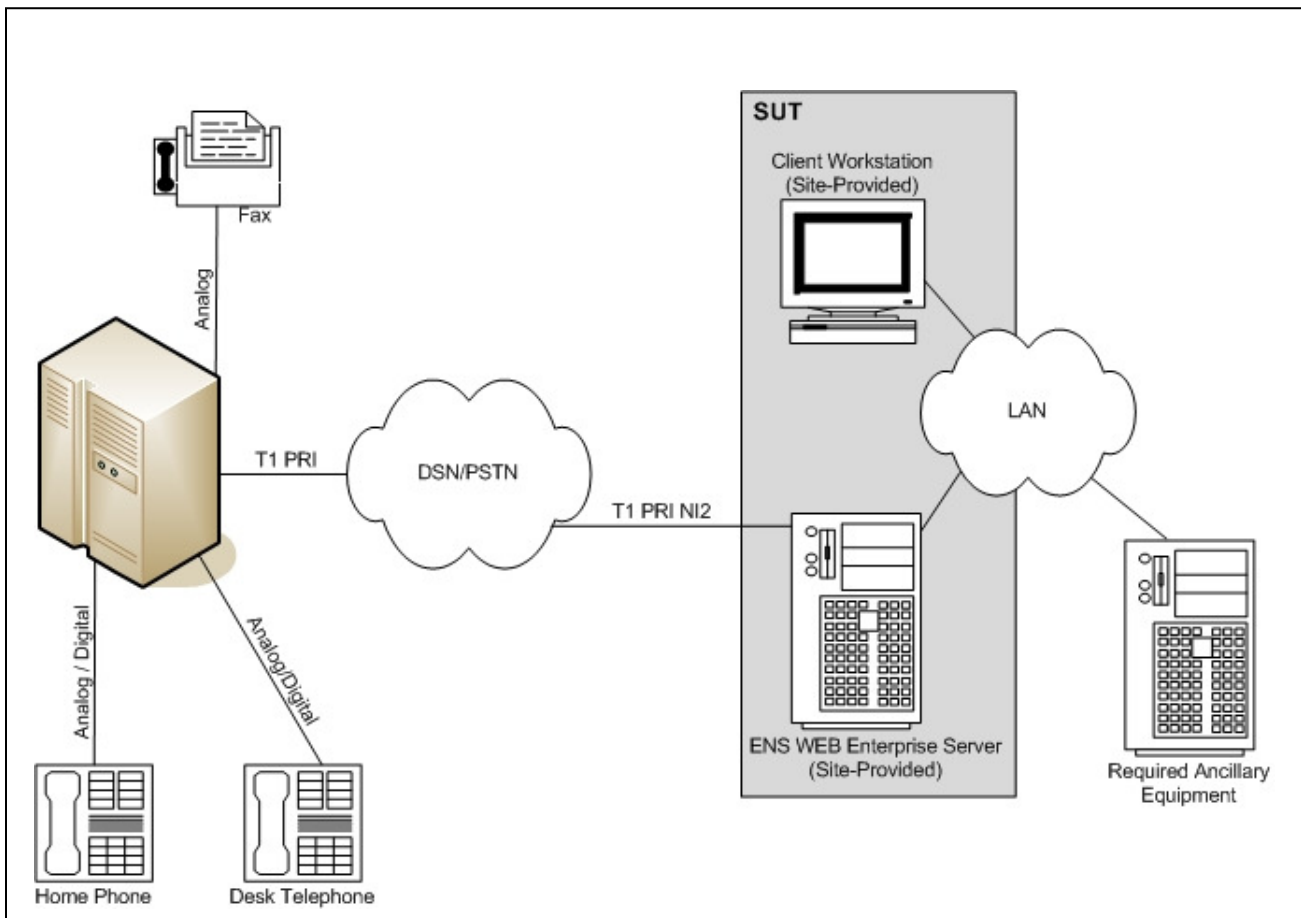 SUT
Client Workstation
(Site-Provided)
Fax
Analog
LAN
T1 PRI
DSN/PSTN
T1 PRI NI2
Analog / Digital
Analog/Digital
ENS WEB Enterprise Server
(Site-Provided)
Required Ancillary
Equipment
Home Phone
Desk Telephone